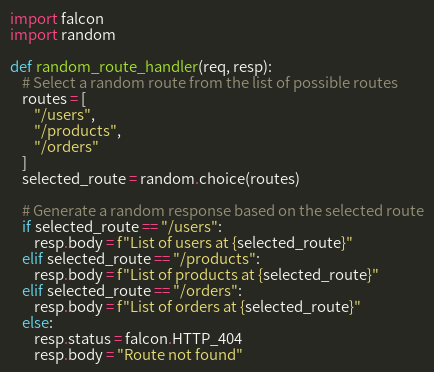 import falcon
import random

def random_route_handler(req, resp):
    # Select a random route from the list of possible routes
    routes = [
        "/users",
        "/products",
        "/orders"
    ]
    selected_route = random.choice(routes)

    # Generate a random response based on the selected route
    if selected_route == "/users":
        resp.body = f"List of users at {selected_route}"
    elif selected_route == "/products":
        resp.body = f"List of products at {selected_route}"
    elif selected_route == "/orders":
        resp.body = f"List of orders at {selected_route}"
    else:
        resp.status = falcon.HTTP_404
        resp.body = "Route not found"